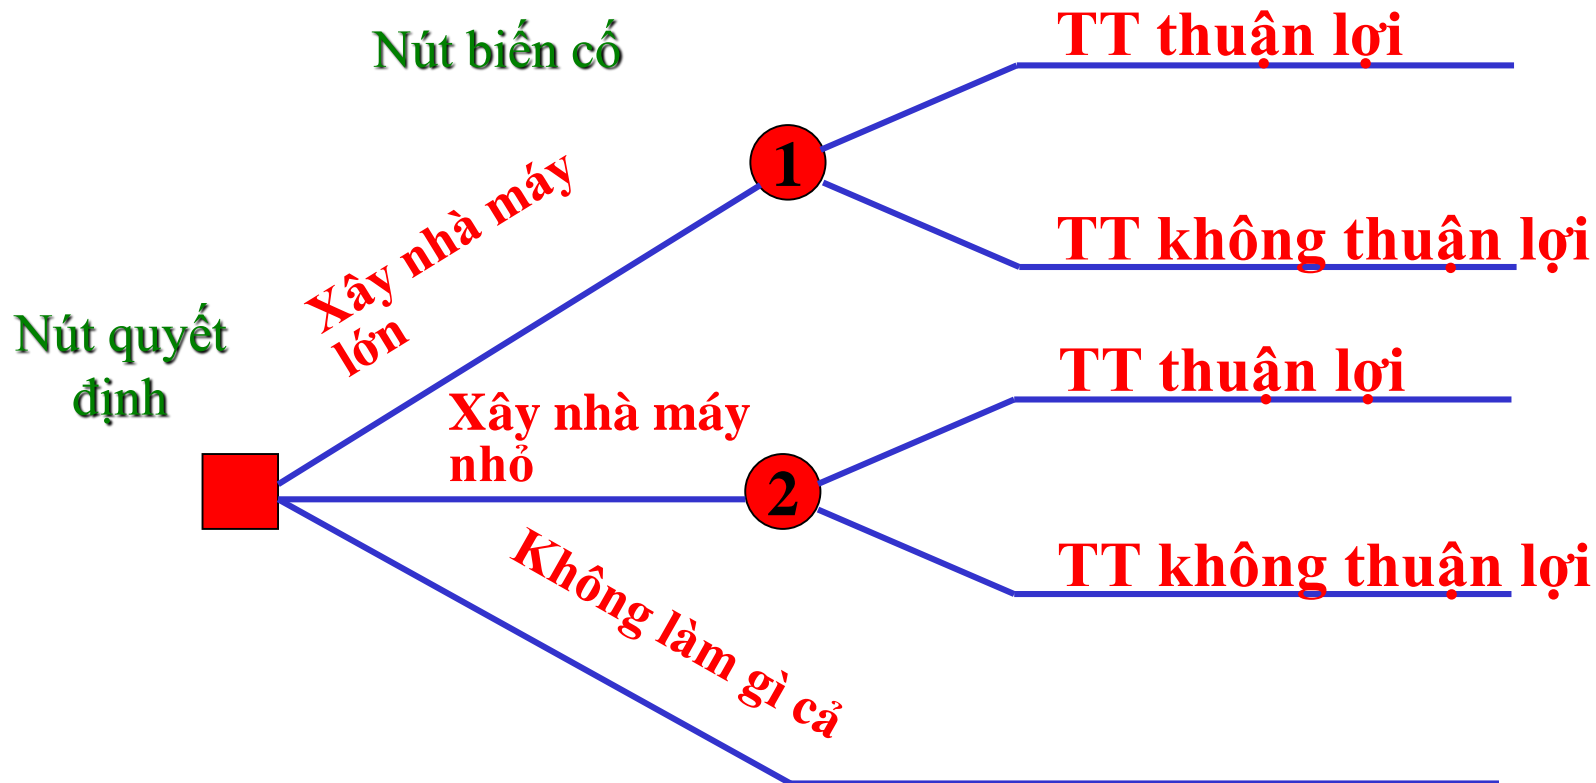 Nút biến cố
TT thuận lợi
1
Xây nhà máy
lớn
TT không thuận lợi
Nút quyết
định
TT thuận lợi
Xây nhà máy
nhỏ
2
TT không thuận lợi
Không làm gì cả